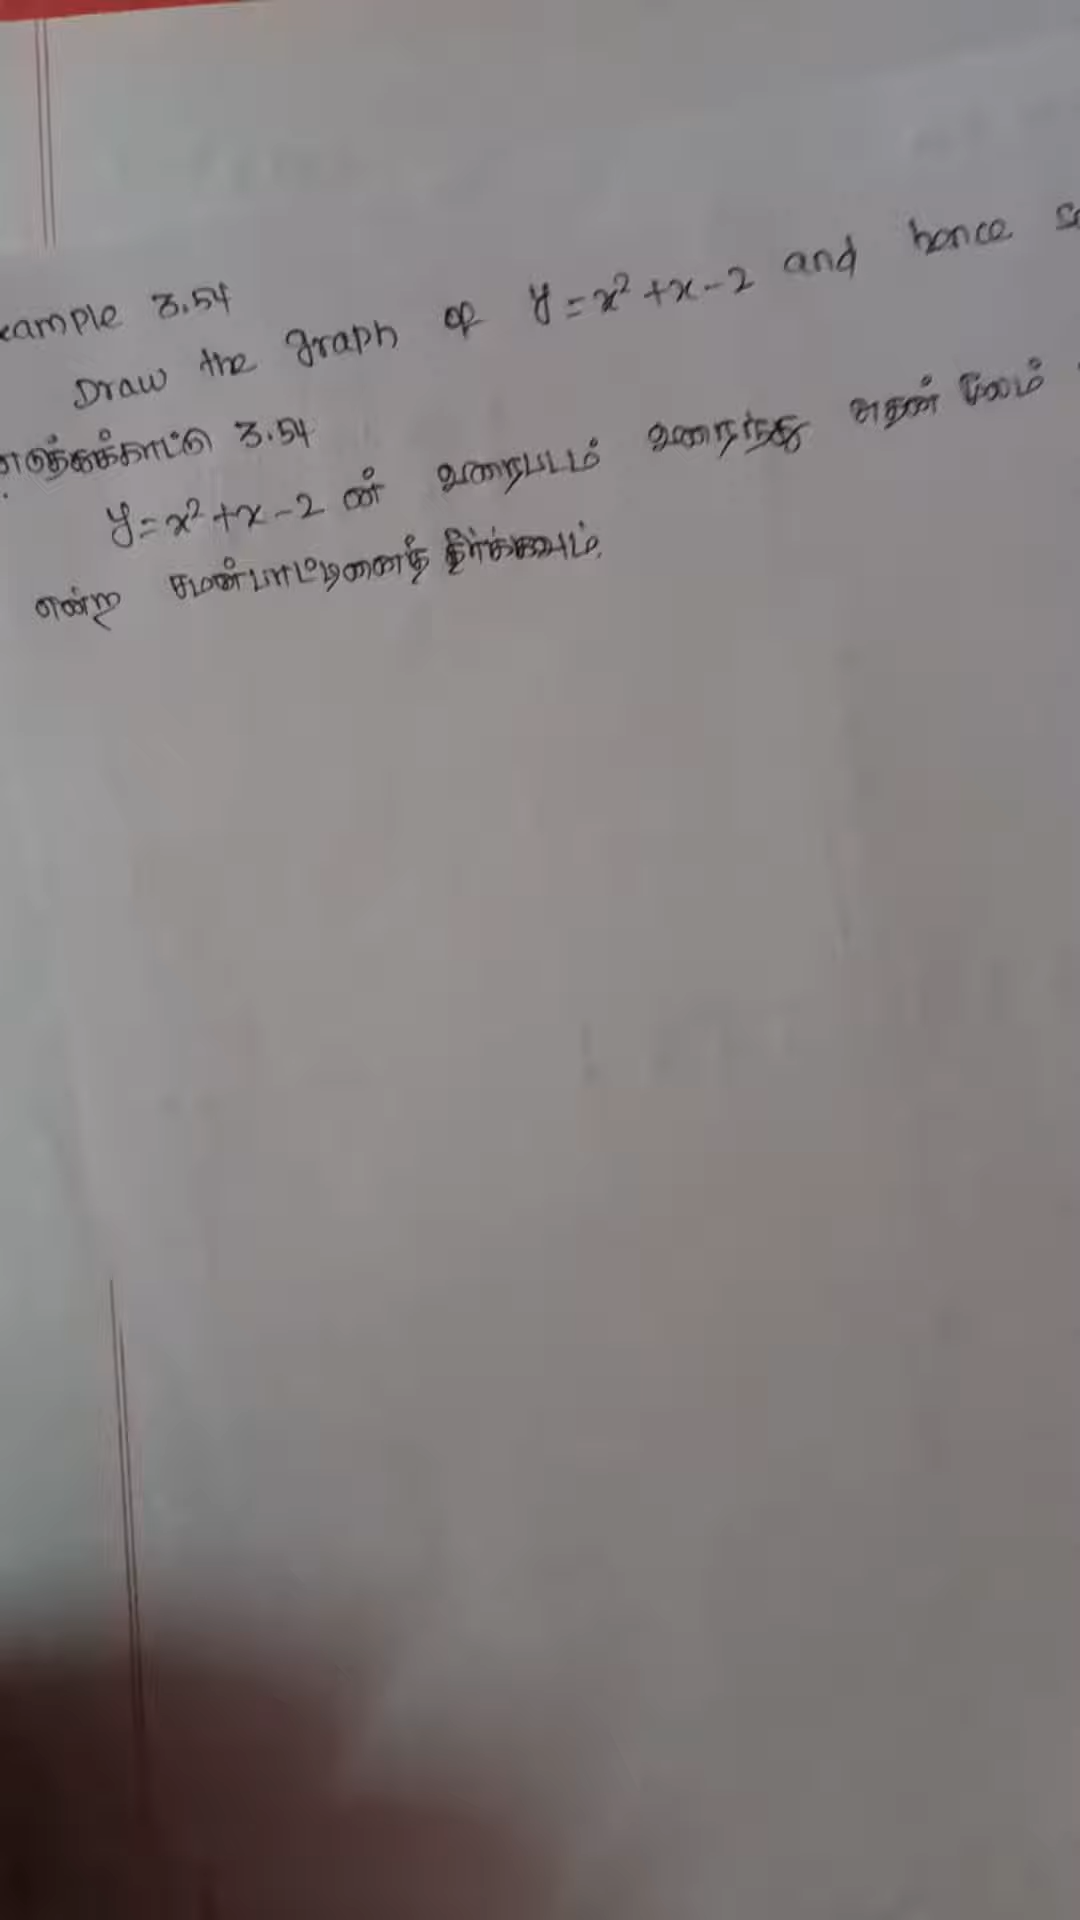 xample 3.54
Draw the graph of y = x² + x - 2 and hence
எடுத்துக்காட்டு 3.54
y = x² + x - 2 ன் வரைபடம் வரைந்து அதன் மூலம்
என்ற சமன்பாட்டினைத் தீர்க்கவும்.